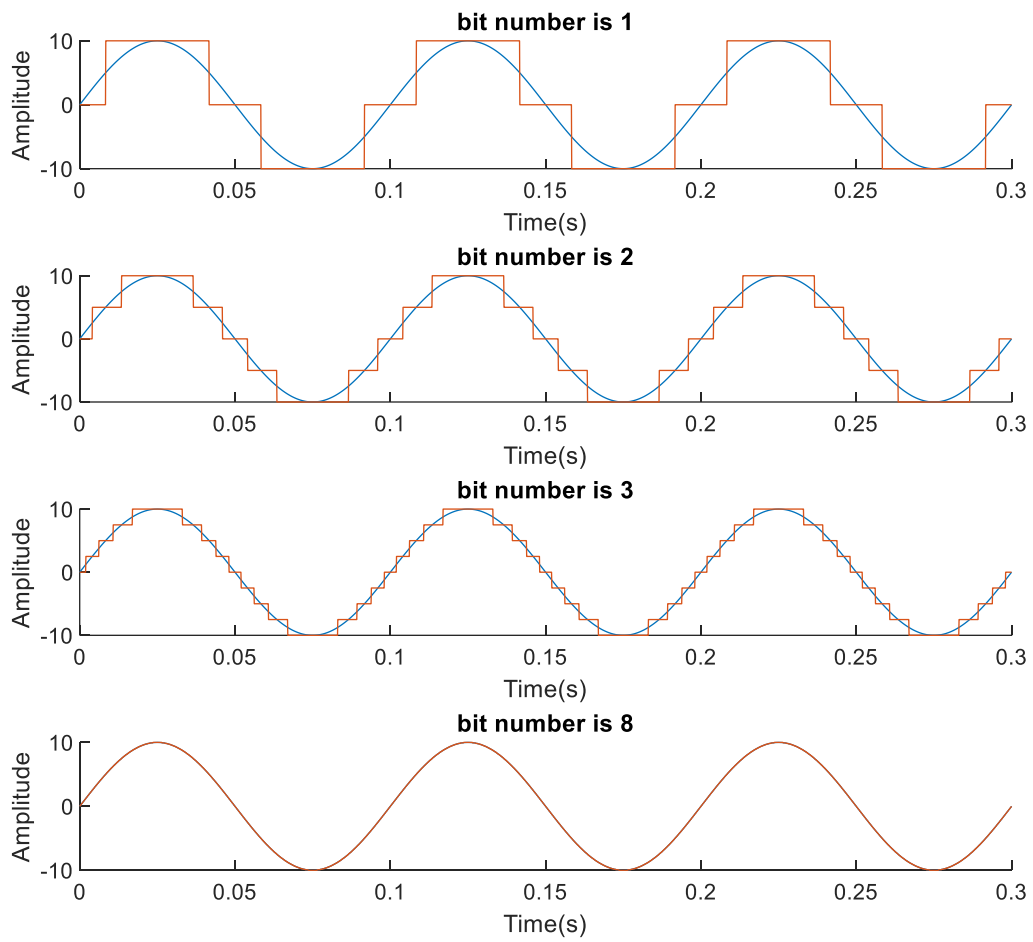 bit number is 1
10
0
-10
Amplitude
0 0.05 0.1 0.15 0.2 0.25 0.3
Time(s)
bit number is 2
10
0
-10
Amplitude
0 0.05 0.1 0.15 0.2 0.25 0.3
Time(s)
bit number is 3
10
0
-10
Amplitude
0 0.05 0.1 0.15 0.2 0.25 0.3
Time(s)
bit number is 8
10
0
-10
Amplitude
0 0.05 0.1 0.15 0.2 0.25 0.3
Time(s)